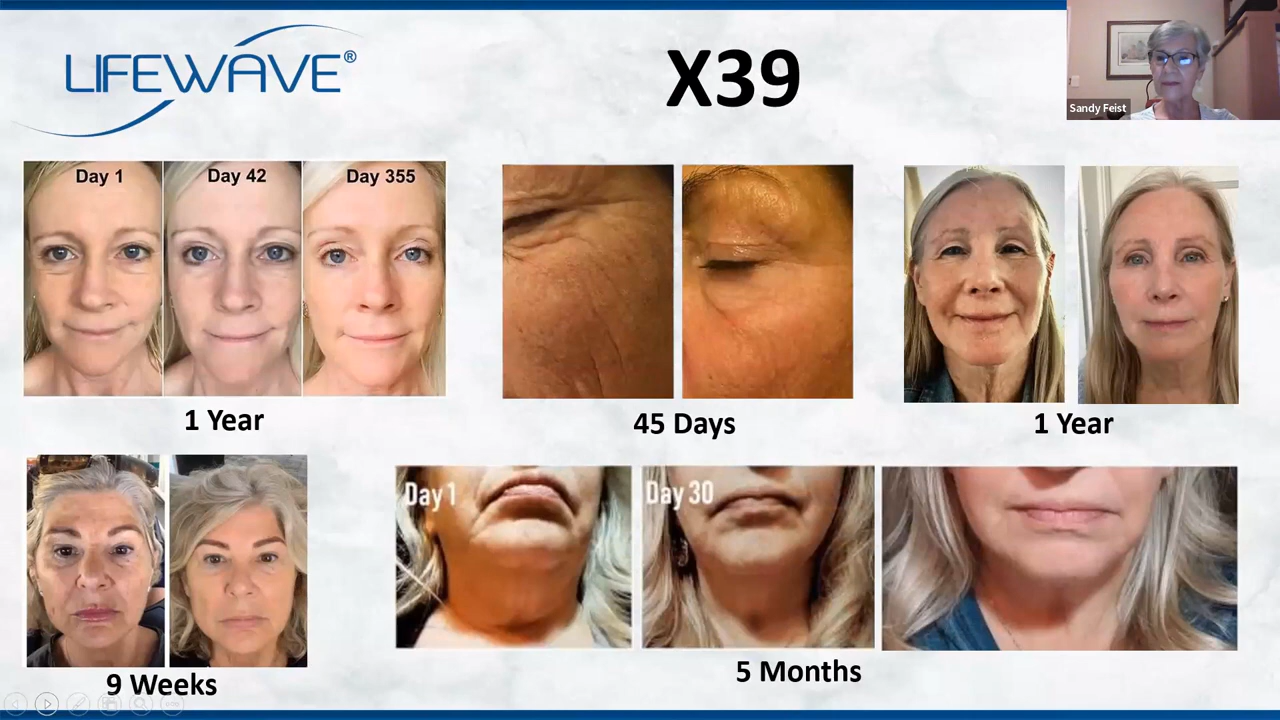 LIFEWAVE®
X39
Sandy Feist
Day 1
Day 42
Day 355
1 Year
45 Days
1 Year
Day 1
Day 30
9 Weeks
5 Months